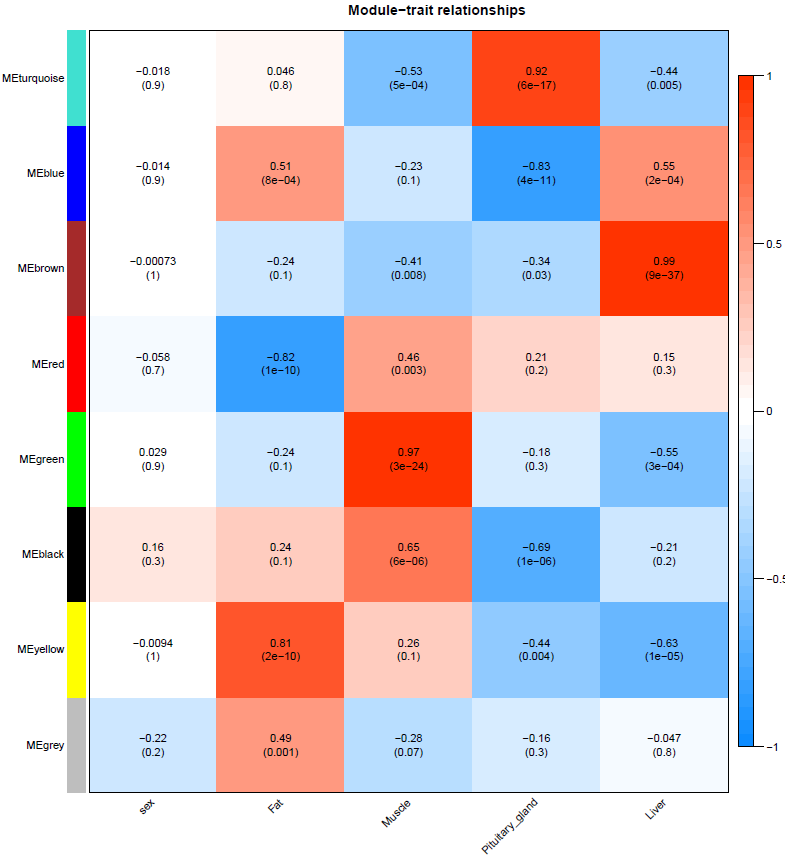 Module−trait relationships
MEturquoise
−0.018 0.046 −0.53 0.92 −0.44
(0.9) (0.8) (5e−04) (6e−17) (0.005)
MEblue
−0.014 0.51 −0.23 −0.83 0.55
(0.9) (8e−04) (0.1) (4e−11) (2e−04)
MEbrown
−0.00073 −0.24 −0.41 −0.34 0.99
(1) (0.1) (0.008) (0.03) (9e−37)
MEred
−0.058 −0.82 0.46 0.21 0.15
(0.7) (1e−10) (0.003) (0.2) (0.3)
MEgreen
0.029 −0.24 0.97 −0.18 −0.55
(0.9) (0.1) (3e−24) (0.3) (3e−04)
MEblack
0.16 0.24 0.65 −0.69 −0.21
(0.3) (0.1) (6e−06) (1e−06) (0.2)
MEyellow
−0.0094 0.81 0.26 −0.44 −0.63
(1) (2e−10) (0.1) (0.004) (1e−05)
MEgrey
−0.22 0.49 −0.28 −0.16 −0.047
(0.2) (0.001) (0.07) (0.3) (0.8)
sex Fat Muscle Pituitary_gland Liver
1
0.5
0
−0.5
−1